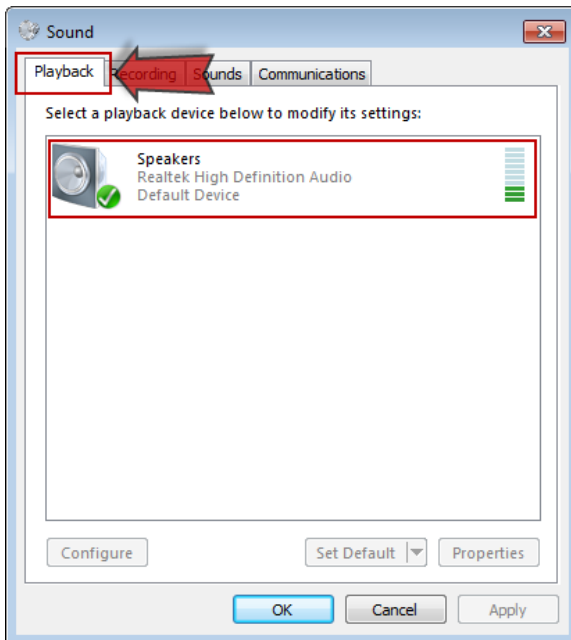 Sound
Playback Recording Sounds Communications
Select a playback device below to modify its settings:
Speakers
Realtek High Definition Audio
Default Device
Configure Set Default Properties
OK Cancel Apply